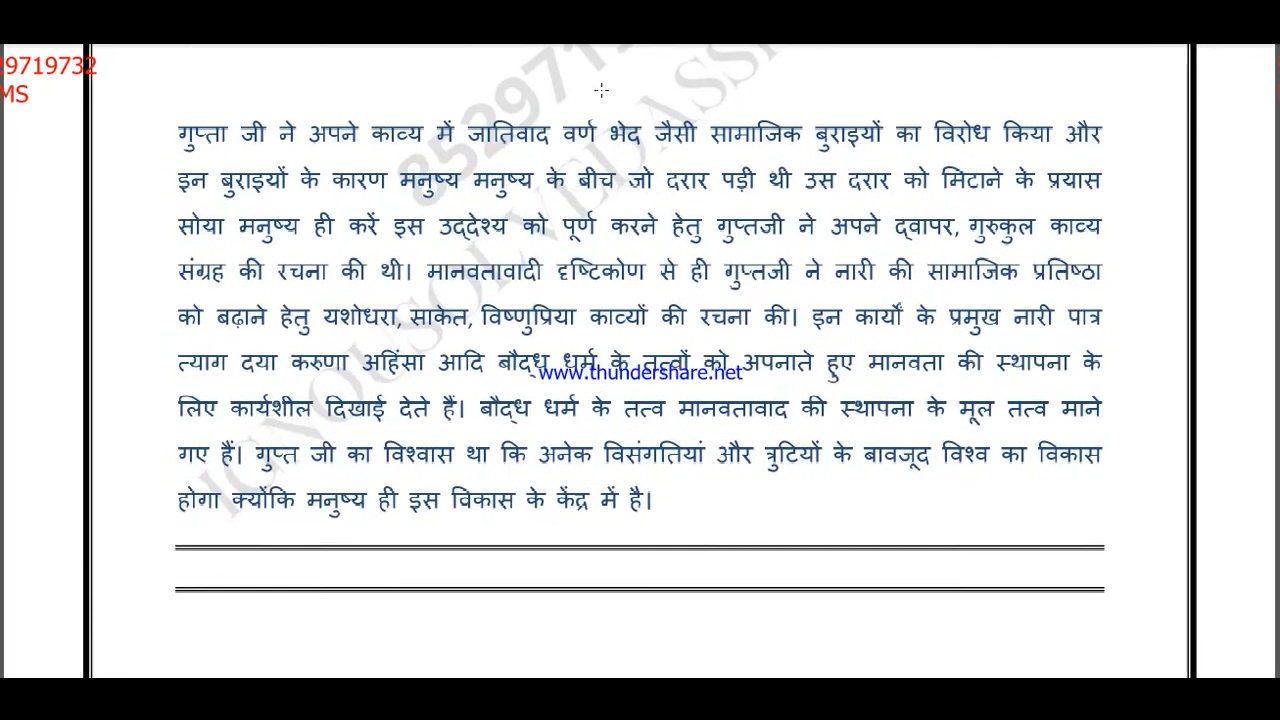 29719732
MS
गुप्ता जी ने अपने काव्य में जातिवाद वर्ण भेद जैसी सामाजिक बुराइयों का विरोध किया और
इन बुराइयों के कारण मनुष्य मनुष्य के बीच जो दरार पड़ी थी उस दरार को मिटाने के प्रयास
सोया मनुष्य ही करें इस उद्देश्य को पूर्ण करने हेतु गुप्तजी ने अपने द्वापर, गुरुकुल काव्य
संग्रह की रचना की थी। मानवतावादी दृष्टिकोण से ही गुप्तजी ने नारी की सामाजिक प्रतिष्ठा
को बढ़ाने हेतु यशोधरा, साकेत, विष्णुप्रिया काव्यों की रचना की। इन कार्यों के प्रमुख नारी पात्र
त्याग दया करुणा अहिंसा आदि बौद्ध धर्म के तत्वों को अपनाते हुए मानवता की स्थापना के
www.thundershare.net
लिए कार्यशील दिखाई देते हैं। बौद्ध धर्म के तत्व मानवतावाद की स्थापना के मूल तत्व माने
गए हैं। गुप्त जी का विश्वास था कि अनेक विसंगतियां और त्रुटियों के बावजूद विश्व का विकास
होगा क्योंकि मनुष्य ही इस विकास के केंद्र में है।